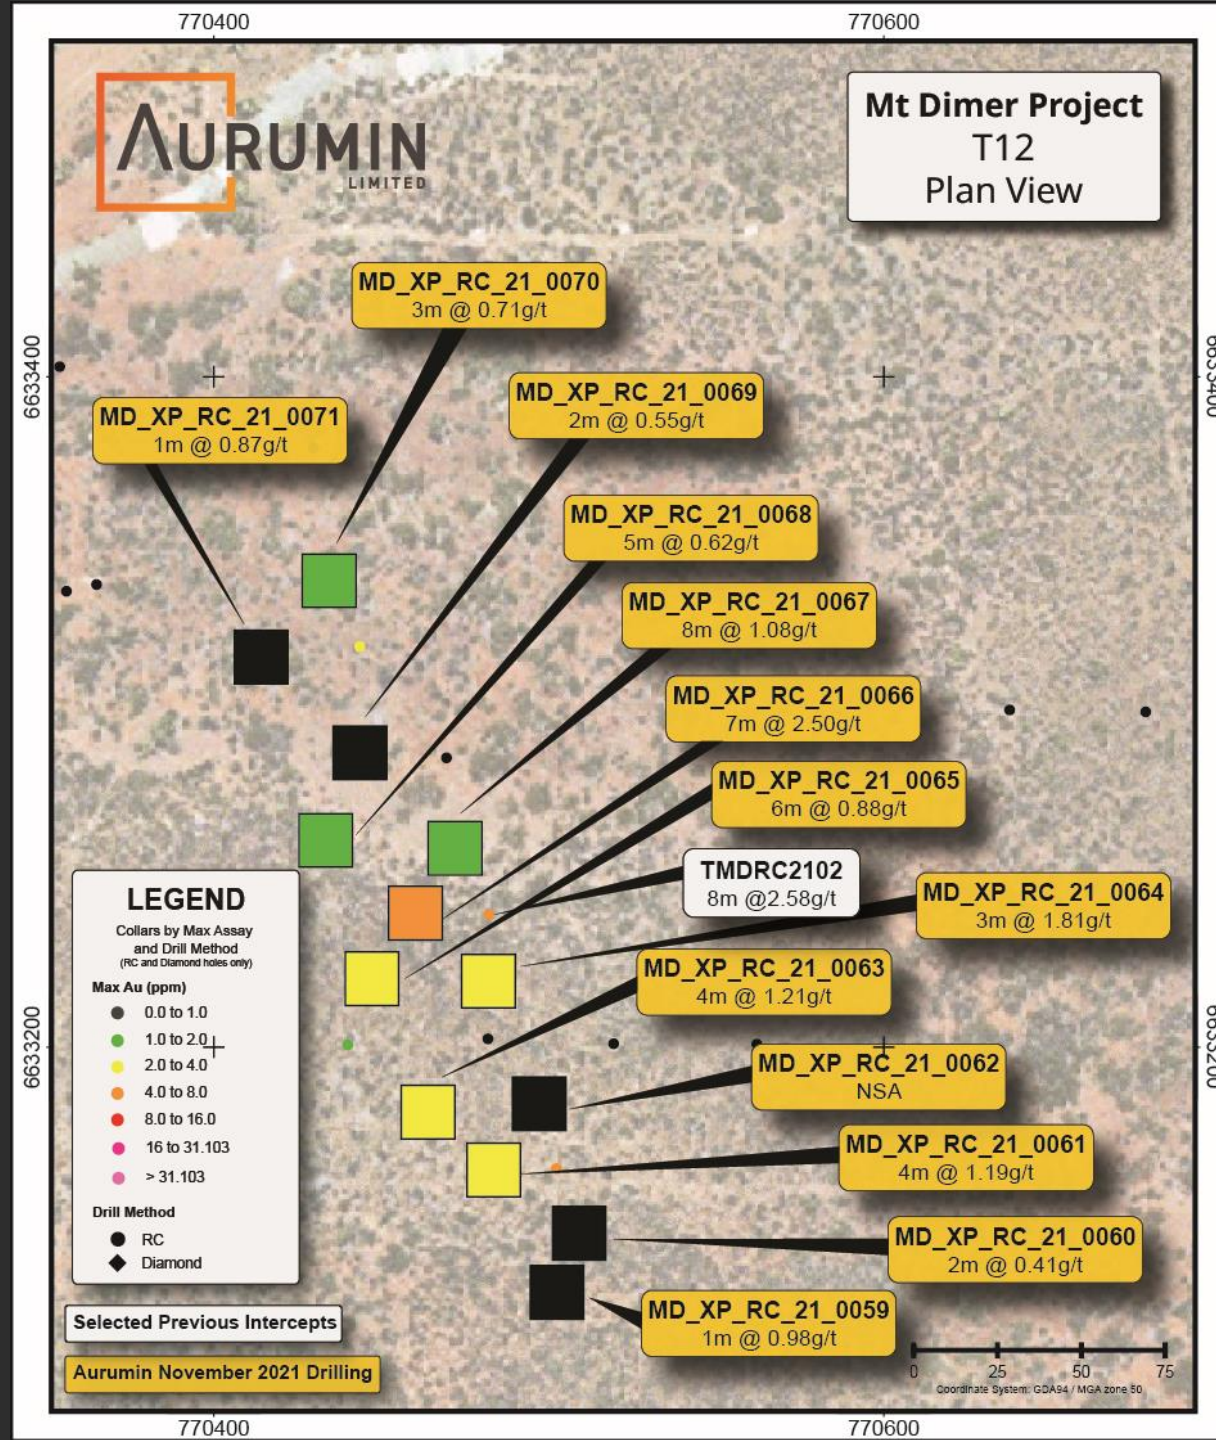 770400
770600
AURUMIN
LIMITED
Mt Dimer Project
T12
Plan View
MD_XP_RC_21_0070
3m @ 0.71g/t
6633400
6633400
MD_XP_RC_21_0069
2m @ 0.55g/t
MD_XP_RC_21_0071
1m @ 0.87g/t
MD_XP_RC_21_0068
5m @ 0.62g/t
MD_XP_RC_21_0067
8m @ 1.08g/t
MD_XP_RC_21_0066
7m @ 2.50g/t
MD_XP_RC_21_0065
6m @ 0.88g/t
TMDRC2102
8m @2.58g/t
MD_XP_RC_21_0064
3m @ 1.81g/t
MD_XP_RC_21_0063
4m @ 1.21g/t
6633200
6633200
MD_XP_RC_21_0062
NSA
MD_XP_RC_21_0061
4m @ 1.19g/t
MD_XP_RC_21_0060
2m @ 0.41g/t
MD_XP_RC_21_0059
1m @ 0.98g/t
LEGEND
Collars by Max Assay
and Drill Method
(RC and Diamond holes only)
Max Au (ppm)
0.0 to 1.0
1.0 to 2.0
2.0 to 4.0
4.0 to 8.0
8.0 to 16.0
16 to 31.103
> 31.103
Drill Method
RC
Diamond
Selected Previous Intercepts
Aurumin November 2021 Drilling
0 25 50 75
Coordinate System: GDA94 / MGA zone 50
770400
770600